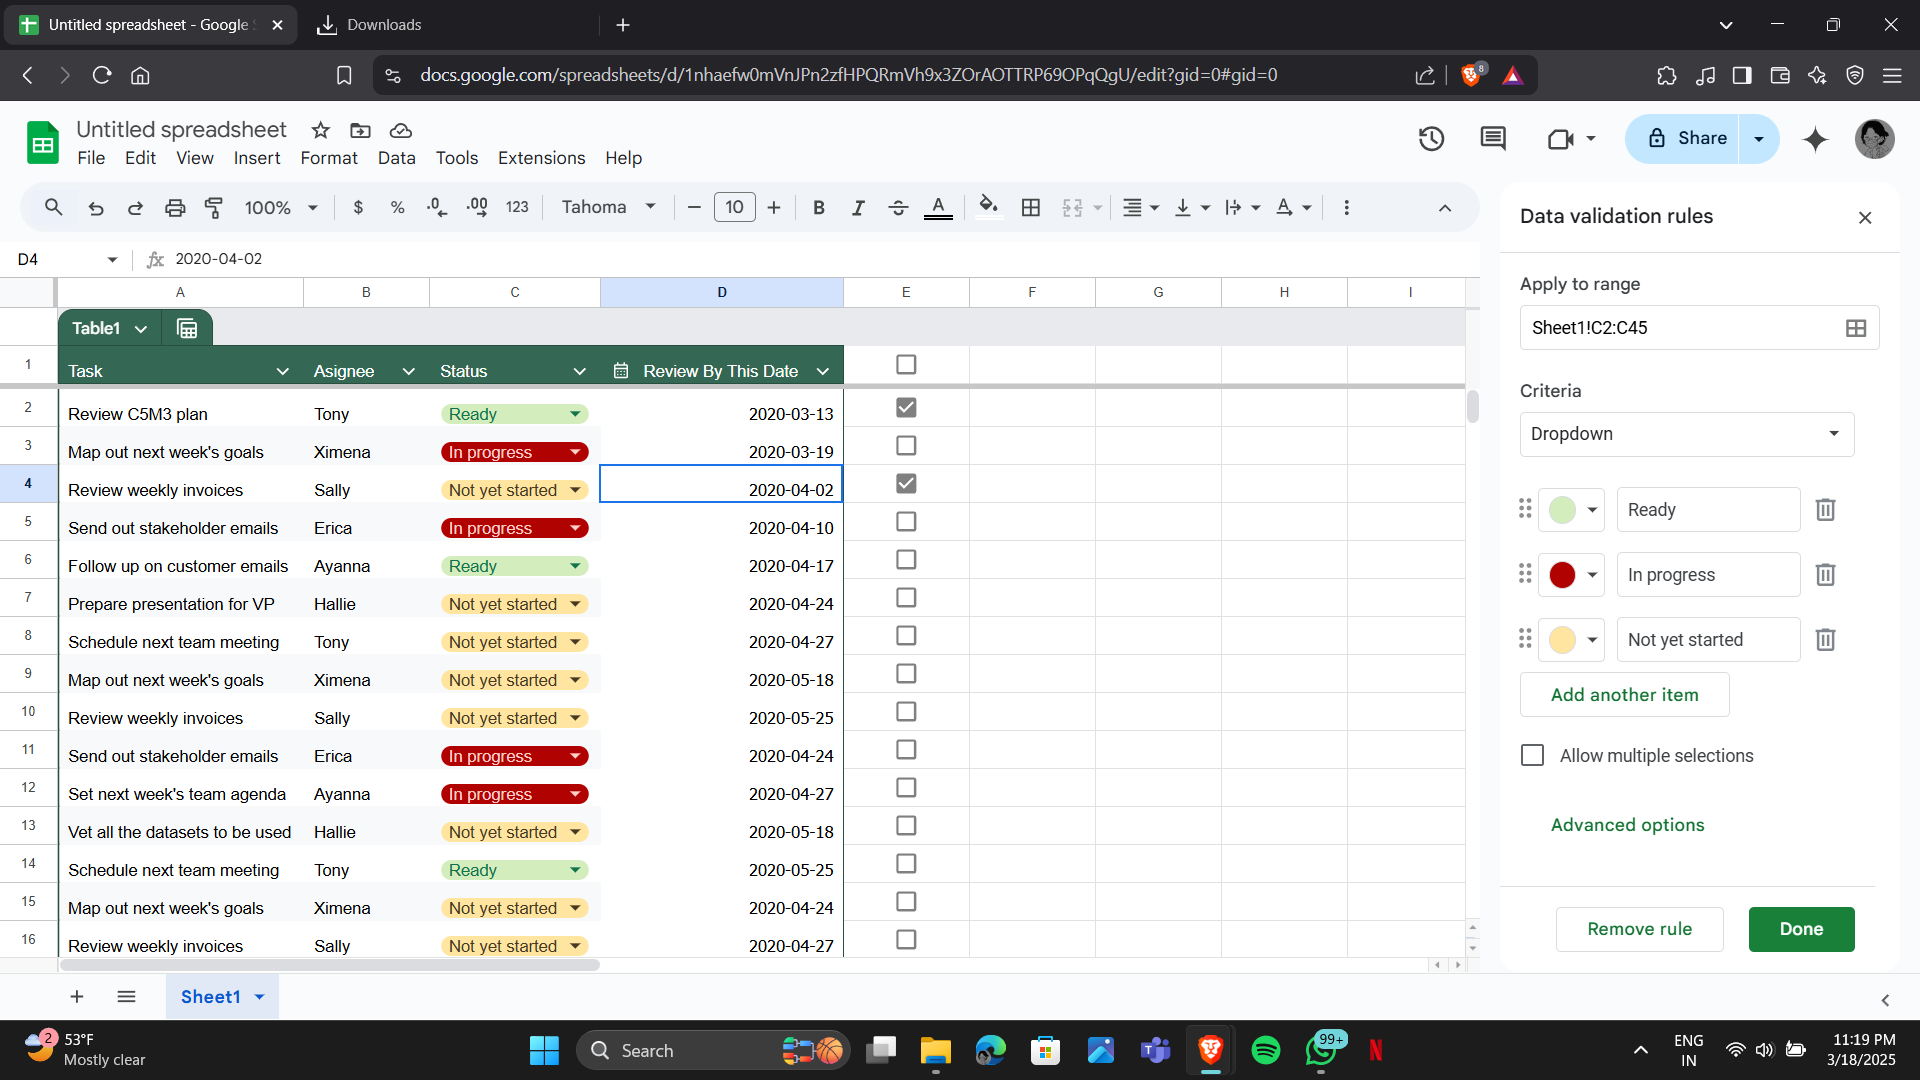 Untitled spreadsheet - Google S
Downloads
docs.google.com/spreadsheets/d/1nhaefw0mVnJPn2zfHPQRmVh9x3ZOrAOTTRP69OPqQgU/edit?gid=0#gid=0
8
Untitled spreadsheet
File Edit View Insert Format Data Tools Extensions Help
Share
100% $ % .0 .00 123 Tahoma 10 B I S A
D4 fx 2020-04-02
A B C D E F G H I
Table1
1 Task Asignee Status Review By This Date
2 Review C5M3 plan Tony Ready 2020-03-13
3 Map out next week's goals Ximena In progress 2020-03-19
4 Review weekly invoices Sally Not yet started 2020-04-02
5 Send out stakeholder emails Erica In progress 2020-04-10
6 Follow up on customer emails Ayanna Ready 2020-04-17
7 Prepare presentation for VP Hallie Not yet started 2020-04-24
8 Schedule next team meeting Tony Not yet started 2020-04-27
9 Map out next week's goals Ximena Not yet started 2020-05-18
10 Review weekly invoices Sally Not yet started 2020-05-25
11 Send out stakeholder emails Erica In progress 2020-04-24
12 Set next week's team agenda Ayanna In progress 2020-04-27
13 Vet all the datasets to be used Hallie Not yet started 2020-05-18
14 Schedule next team meeting Tony Ready 2020-05-25
15 Map out next week's goals Ximena Not yet started 2020-04-24
16 Review weekly invoices Sally Not yet started 2020-04-27
Sheet1
Data validation rules
Apply to range
Sheet1!C2:C45
Criteria
Dropdown
Ready
In progress
Not yet started
Add another item
Allow multiple selections
Advanced options
Remove rule
Done
2
53°F
Mostly clear
Search
99+
ENG
IN
11:19 PM
3/18/2025